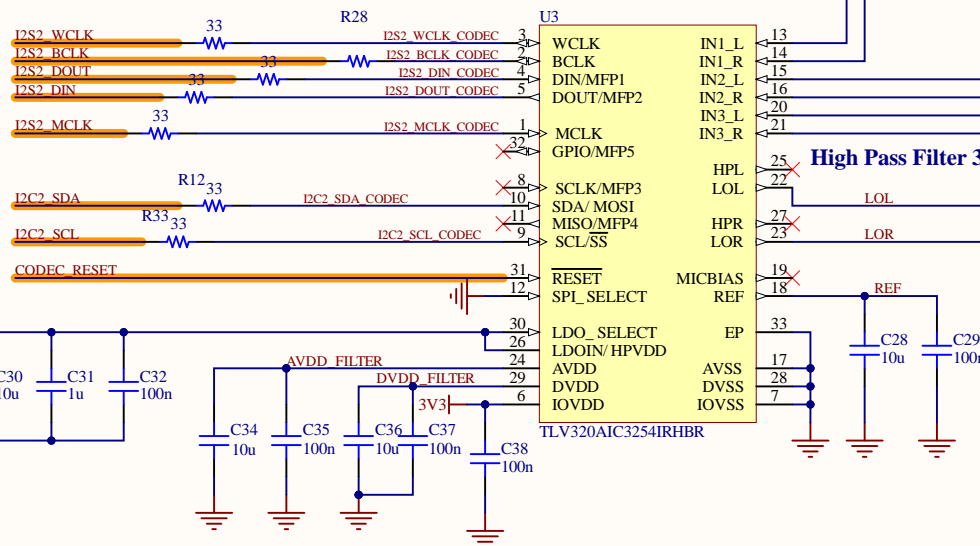 R28
U3
I2S2_WCLK 33 I2S2_WCLK_CODEC 3 WCLK IN1_L 13
I2S2_BCLK I2S2_BCLK_CODEC 2 BCLK IN1_R 14
I2S2_DOUT 33 I2S2_DIN_CODEC 4 DIN/MFP1 IN2_L 15
I2S2_DIN 33 I2S2_DOUT_CODEC 5 DOUT/MFP2 IN2_R 16
IN3_L 20
I2S2_MCLK 33 I2S2_MCLK_CODEC 1 MCLK IN3_R 21
32 GPIO/MFP5
High Pass Filter 3
HPL 25
8 SCLK/MFP3 LOL 22 LOL
R12
I2C2_SDA 33 I2C2_SDA_CODEC 10 SDA/ MOSI
R33
11 MISO/MFP4 HPR 27
I2C2_SCL 33 I2C2_SCL_CODEC 9 SCL/SS LOR 23 LOR
CODEC_RESET 31 RESET MICBIAS 19
12 SPI_ SELECT REF 18 REF
30 LDO_ SELECT EP 33
26 LDOIN/ HPVDD
AVDD_FILTER 24 AVDD AVSS 17
DVDD_FILTER 29 DVDD DVSS 28
3V3 6 IOVDD IOVSS 7
C28
10u
C29
100n
C30
10u
C31
1u
C32
100n
TLV320AIC3254IRHBR
C34
10u
C35
100n
C36
10u
C37
100n
C38
100n